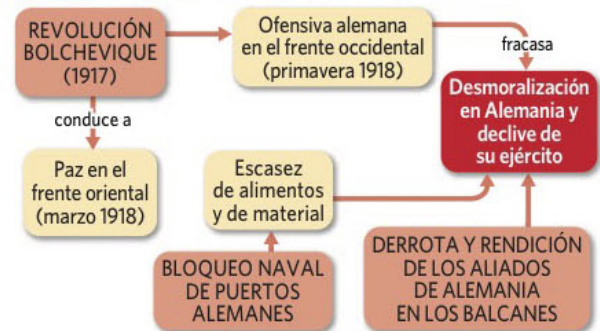 REVOLUCIÓN
BOLCHEVIQUE
(1917)
Ofensiva alemana
en el frente occidental
(primavera 1918)
fracasa
Desmoralización
en Alemania y
declive de
su ejército
conduce a
Paz en el
frente oriental
(marzo 1918)
Escasez
de alimentos
y de material
BLOQUEO NAVAL
DE PUERTOS
ALEMANES
DERROTA Y RENDICIÓN
DE LOS ALIADOS
DE ALEMANIA
EN LOS BALCANES